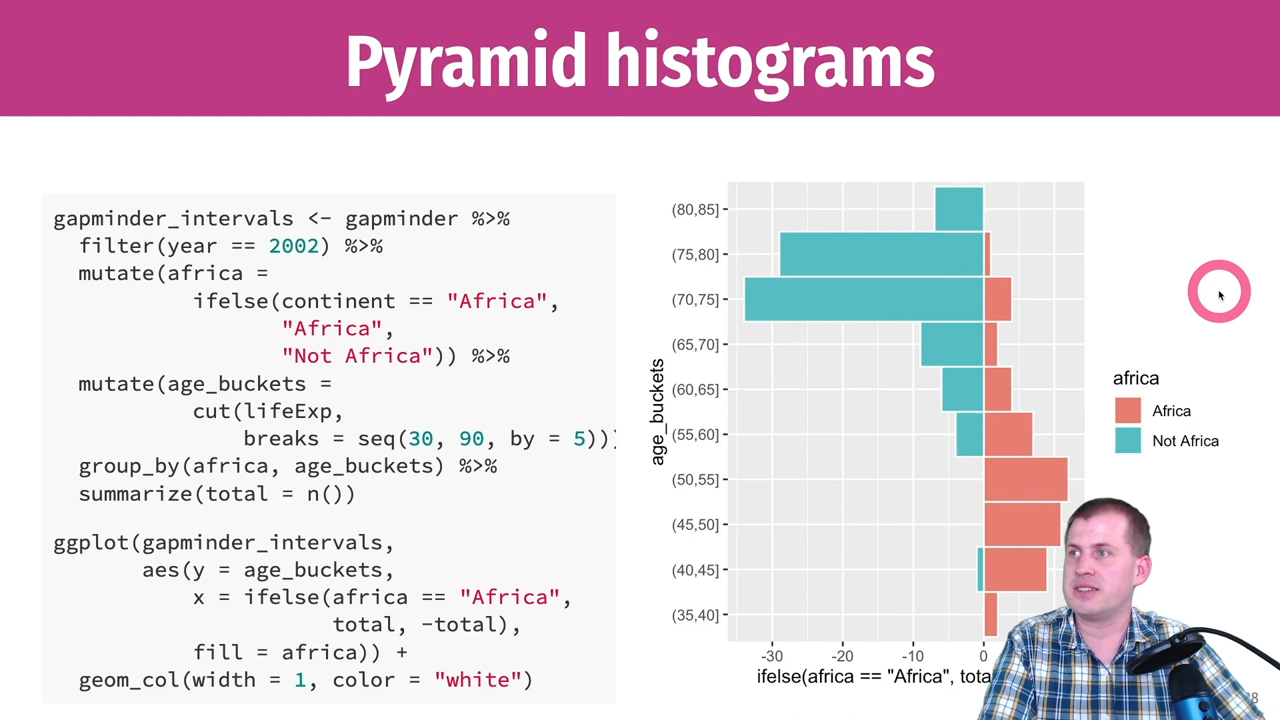 Pyramid histograms
gapminder_intervals <- gapminder %>%
filter(year == 2002) %>%
mutate(africa =
ifelse(continent == "Africa",
"Africa",
"Not Africa")) %>%
mutate(age_buckets =
cut(lifeExp,
breaks = seq(30, 90, by = 5)))
group_by(africa, age_buckets) %>%
summarize(total = n())
ggplot(gapminder_intervals,
aes(y = age_buckets,
x = ifelse(africa == "Africa",
total, -total),
fill = africa)) +
geom_col(width = 1, color = "white")
age_buckets
(80,85]
(75,80]
(70,75]
(65,70]
(60,65]
(55,60]
(50,55]
(45,50]
(40,45]
(35,40]
-30 -20 -10 0
ifelse(africa == "Africa", tota
africa
Africa
Not Africa